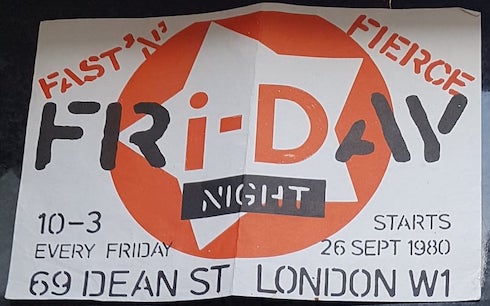 FAST 'N' FIERCE
FRi-DAY
NIGHT
10-3
EVERY FRIDAY
STARTS
26 SEPT 1980
69 DEAN ST LONDON W1